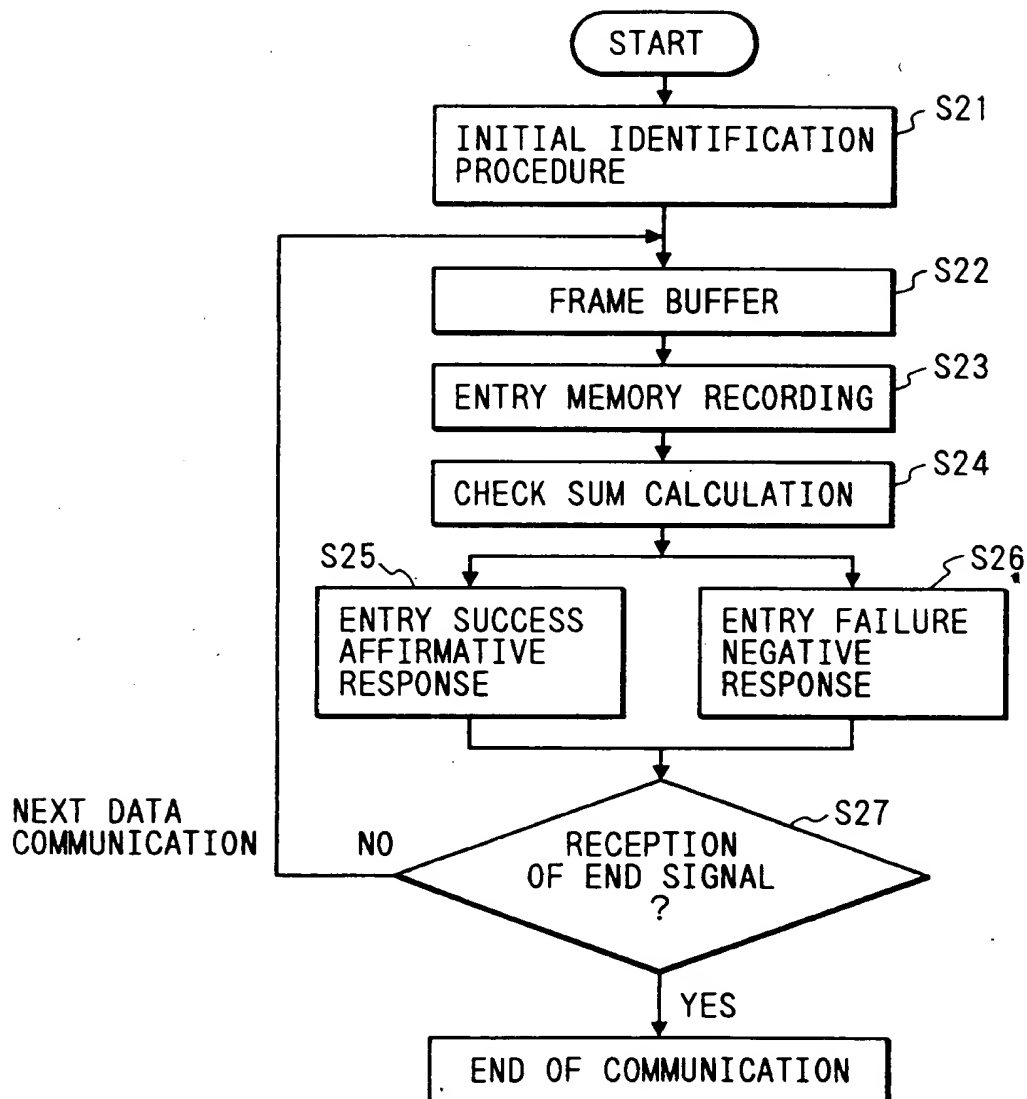 START
S21
INITIAL IDENTIFICATION
PROCEDURE
S22
FRAME BUFFER
S23
ENTRY MEMORY RECORDING
S24
CHECK SUM CALCULATION
S25
S26
ENTRY SUCCESS
AFFIRMATIVE
RESPONSE
ENTRY FAILURE
NEGATIVE
RESPONSE
S27
NEXT DATA
COMMUNICATION
NO
RECEPTION
OF END SIGNAL
?
YES
END OF COMMUNICATION